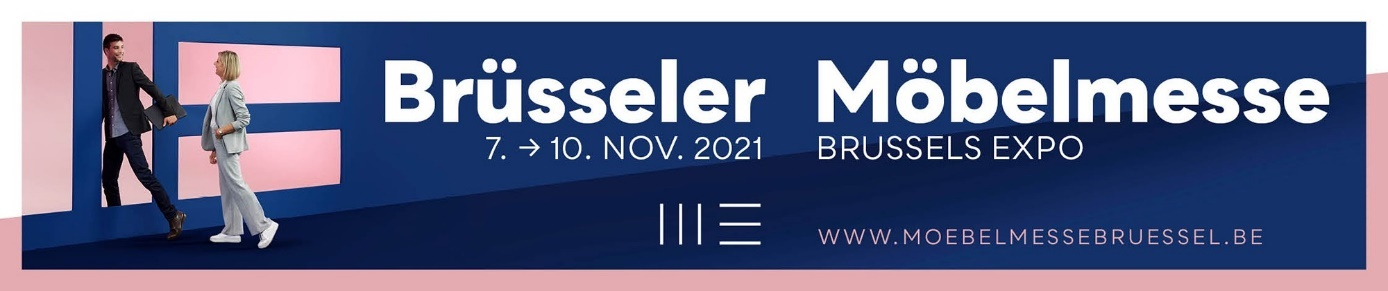 Brüsseler Möbelmesse
7. → 10. NOV. 2021 BRUSSELS EXPO
WWW.MOEBELMESSEBRUESSEL.BE